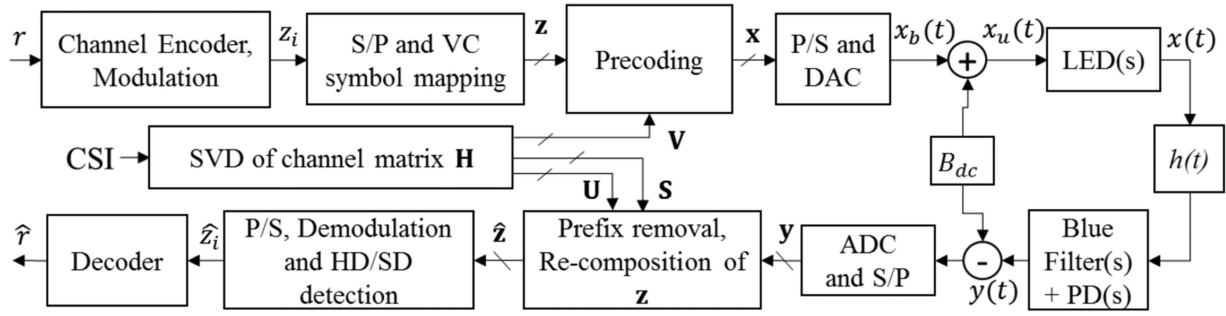 r
Channel Encoder,
Modulation
z_i
S/P and VC
symbol mapping
z
Precoding
x
P/S and
DAC
x_b(t)
+
x_u(t)
LED(s)
x(t)
CSI
SVD of channel matrix H
V
U
S
B_dc
h(t)
r̂
Decoder
ẑ_i
P/S, Demodulation
and HD/SD
detection
ẑ
Prefix removal,
Re-composition of
z
y
ADC
and S/P
-
y(t)
Blue
Filter(s)
+ PD(s)